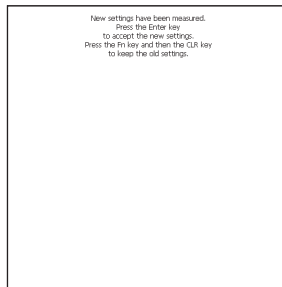 New settings have been measured.
Press the Enter key
to accept the new settings.
Press the Fn key and then the CLR key
to keep the old settings.